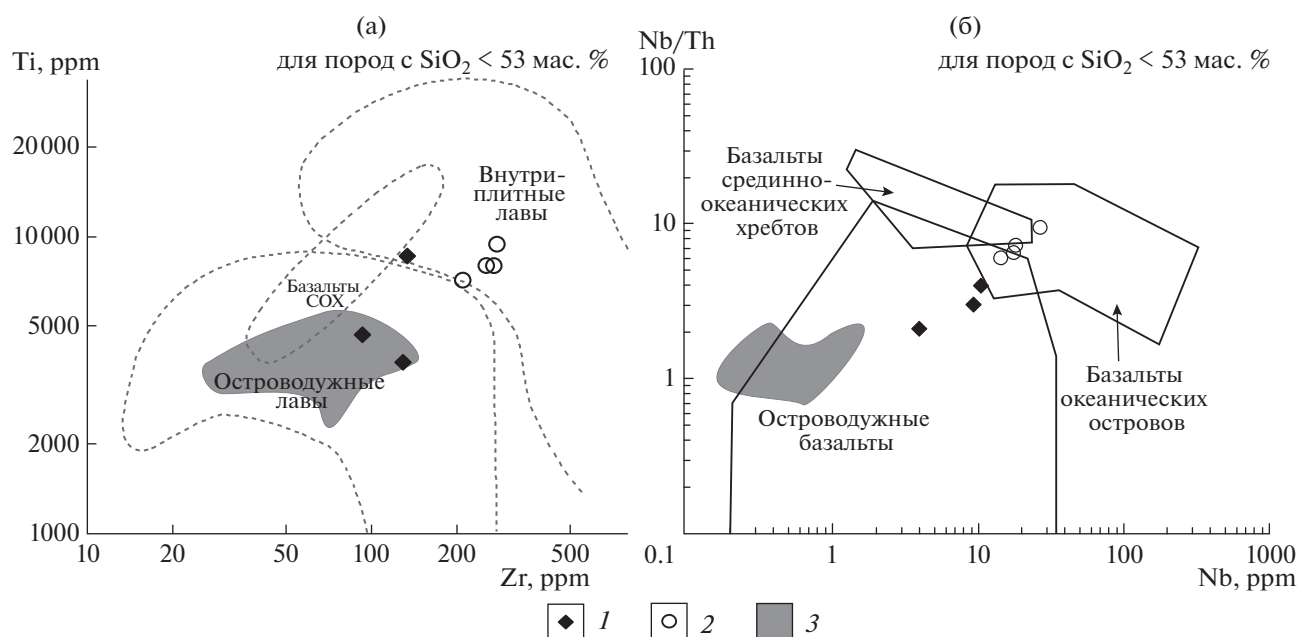 (а)
для пород с SiO₂ < 53 мас. %
Ti, ppm
20000
10000
5000
2000
1000
10
20
50
100
200
500
Zr, ppm
Внутри-
плитные
лавы
Базальты
СОХ
Островодужные
лавы
(б)
для пород с SiO₂ < 53 мас. %
Nb/Th
100
10
1
0.1
1
10
100
1000
Nb, ppm
Базальты
срединно-
океанических
хребтов
Островодужные
базальты
Базальты
океанических
островов
1
2
3